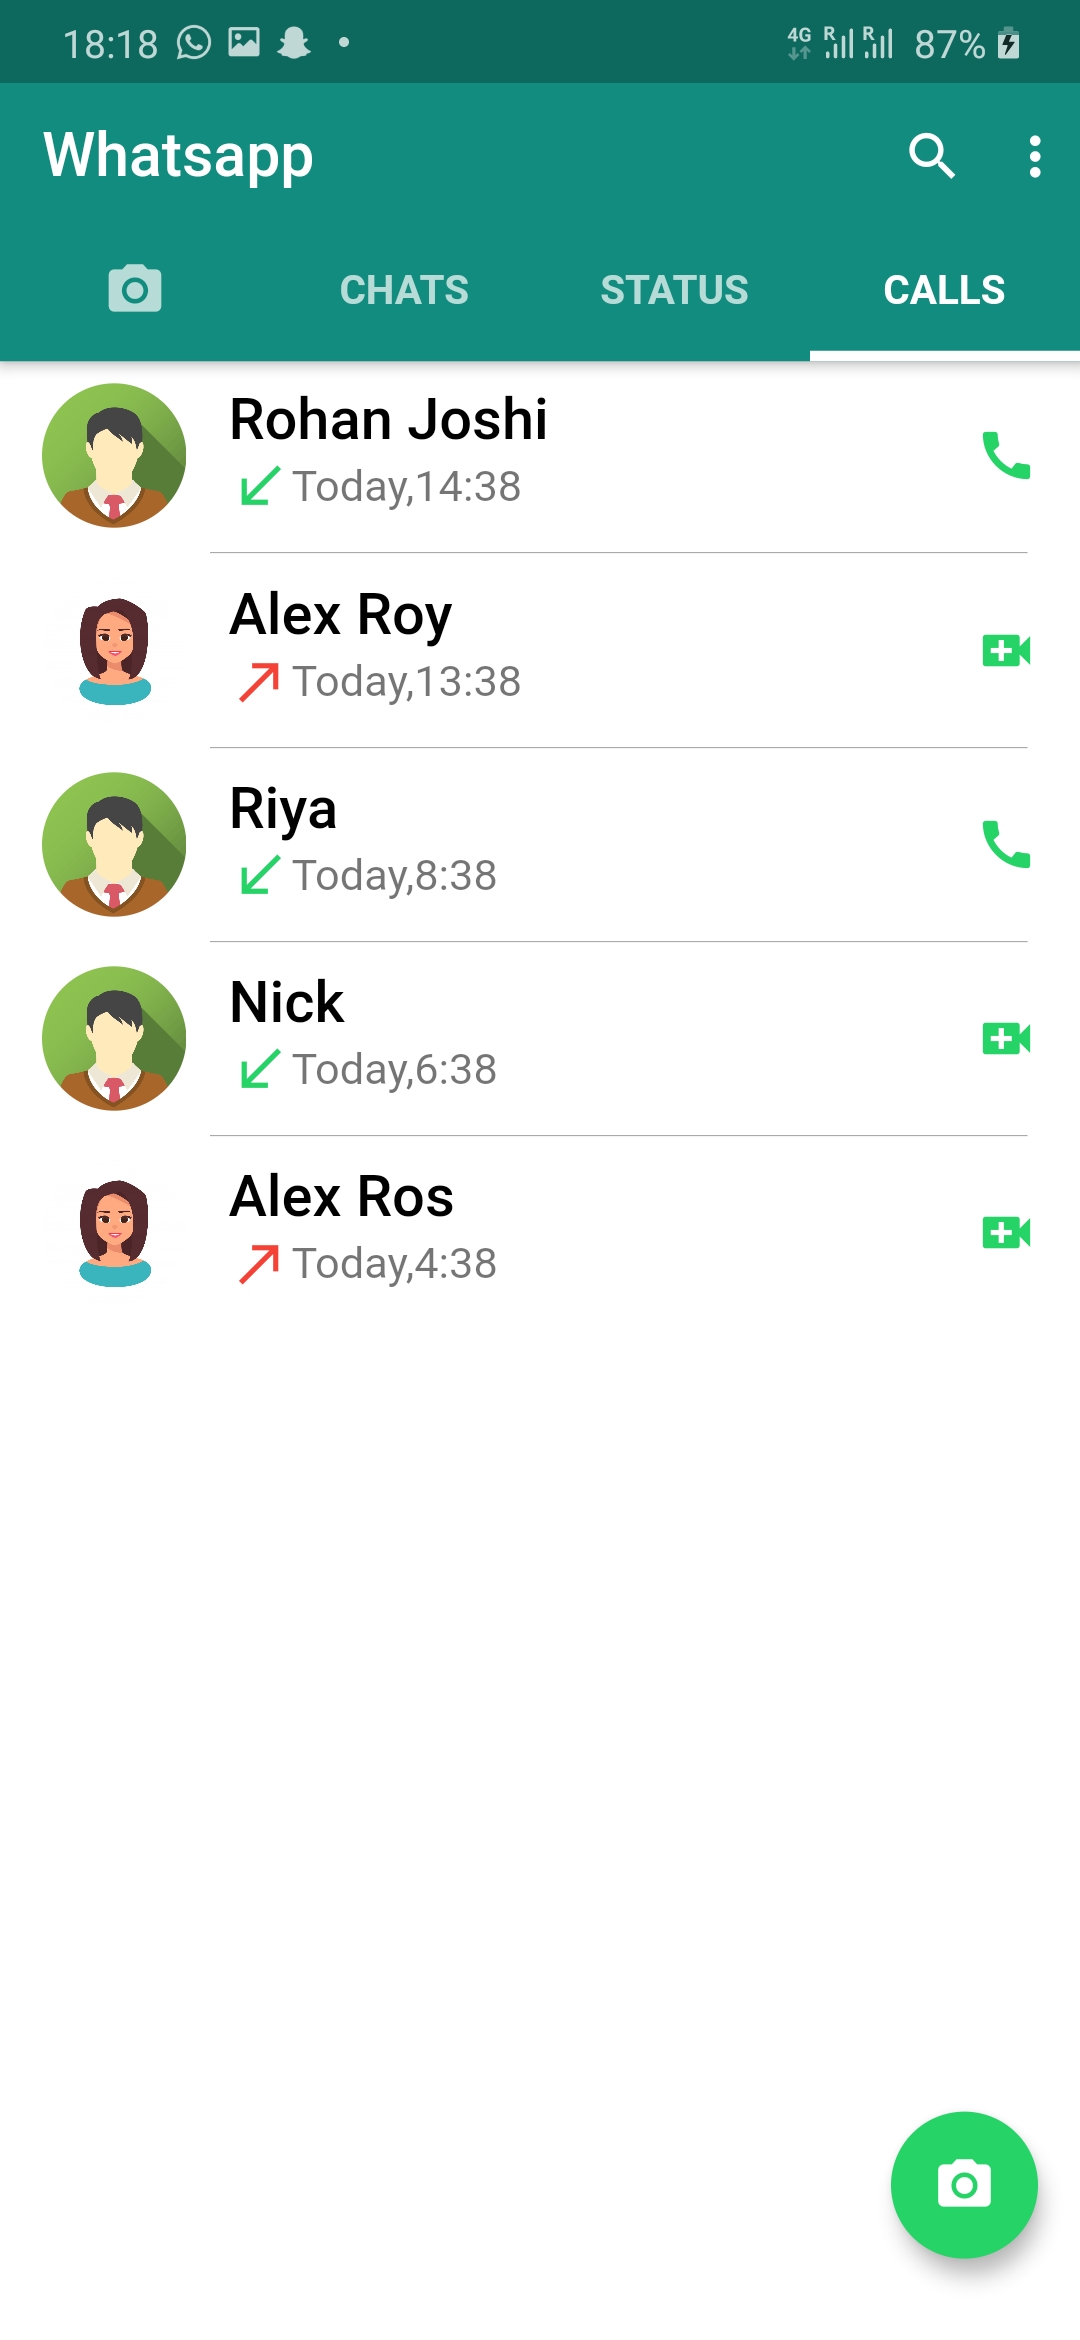 18:18
4G R R 87%
Whatsapp
CHATS STATUS CALLS
Rohan Joshi
Today,14:38
Alex Roy
Today,13:38
Riya
Today,8:38
Nick
Today,6:38
Alex Ros
Today,4:38